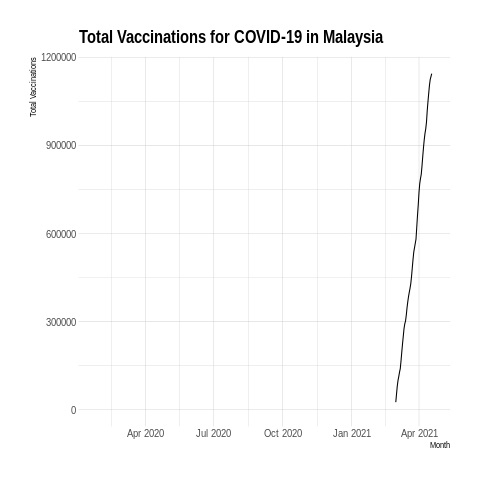 Total Vaccinations for COVID-19 in Malaysia
Total Vaccinations
1200000
900000
600000
300000
0
Apr 2020 Jul 2020 Oct 2020 Jan 2021 Apr 2021
Month